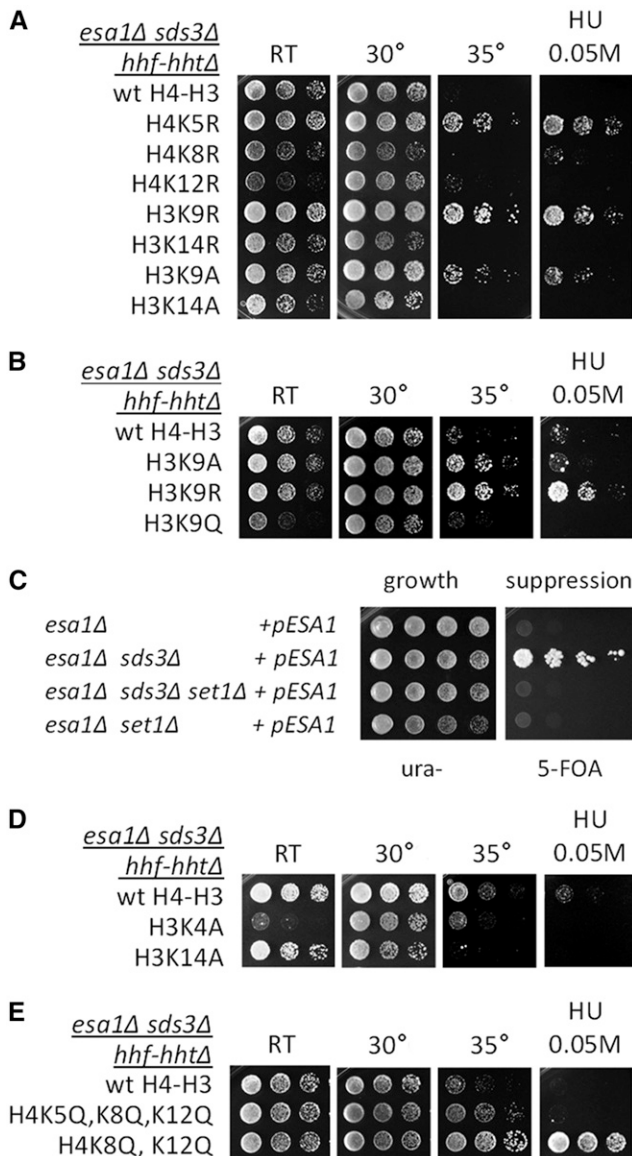 A
esa1Δ sds3Δ
hhf-hhtΔ
RT 30° 35° HU 0.05M
wt H4-H3
H4K5R
H4K8R
H4K12R
H3K9R
H3K14R
H3K9A
H3K14A
B
esa1Δ sds3Δ
hhf-hhtΔ
RT 30° 35° HU 0.05M
wt H4-H3
H3K9A
H3K9R
H3K9Q
C
growth suppression
esa1Δ +pESA1
esa1Δ sds3Δ + pESA1
esa1Δ sds3Δ set1Δ + pESA1
esa1Δ set1Δ + pESA1
ura- 5-FOA
D
esa1Δ sds3Δ
hhf-hhtΔ
RT 30° 35° HU 0.05M
wt H4-H3
H3K4A
H3K14A
E
esa1Δ sds3Δ
hhf-hhtΔ
RT 30° 35° HU 0.05M
wt H4-H3
H4K5Q,K8Q,K12Q
H4K8Q, K12Q